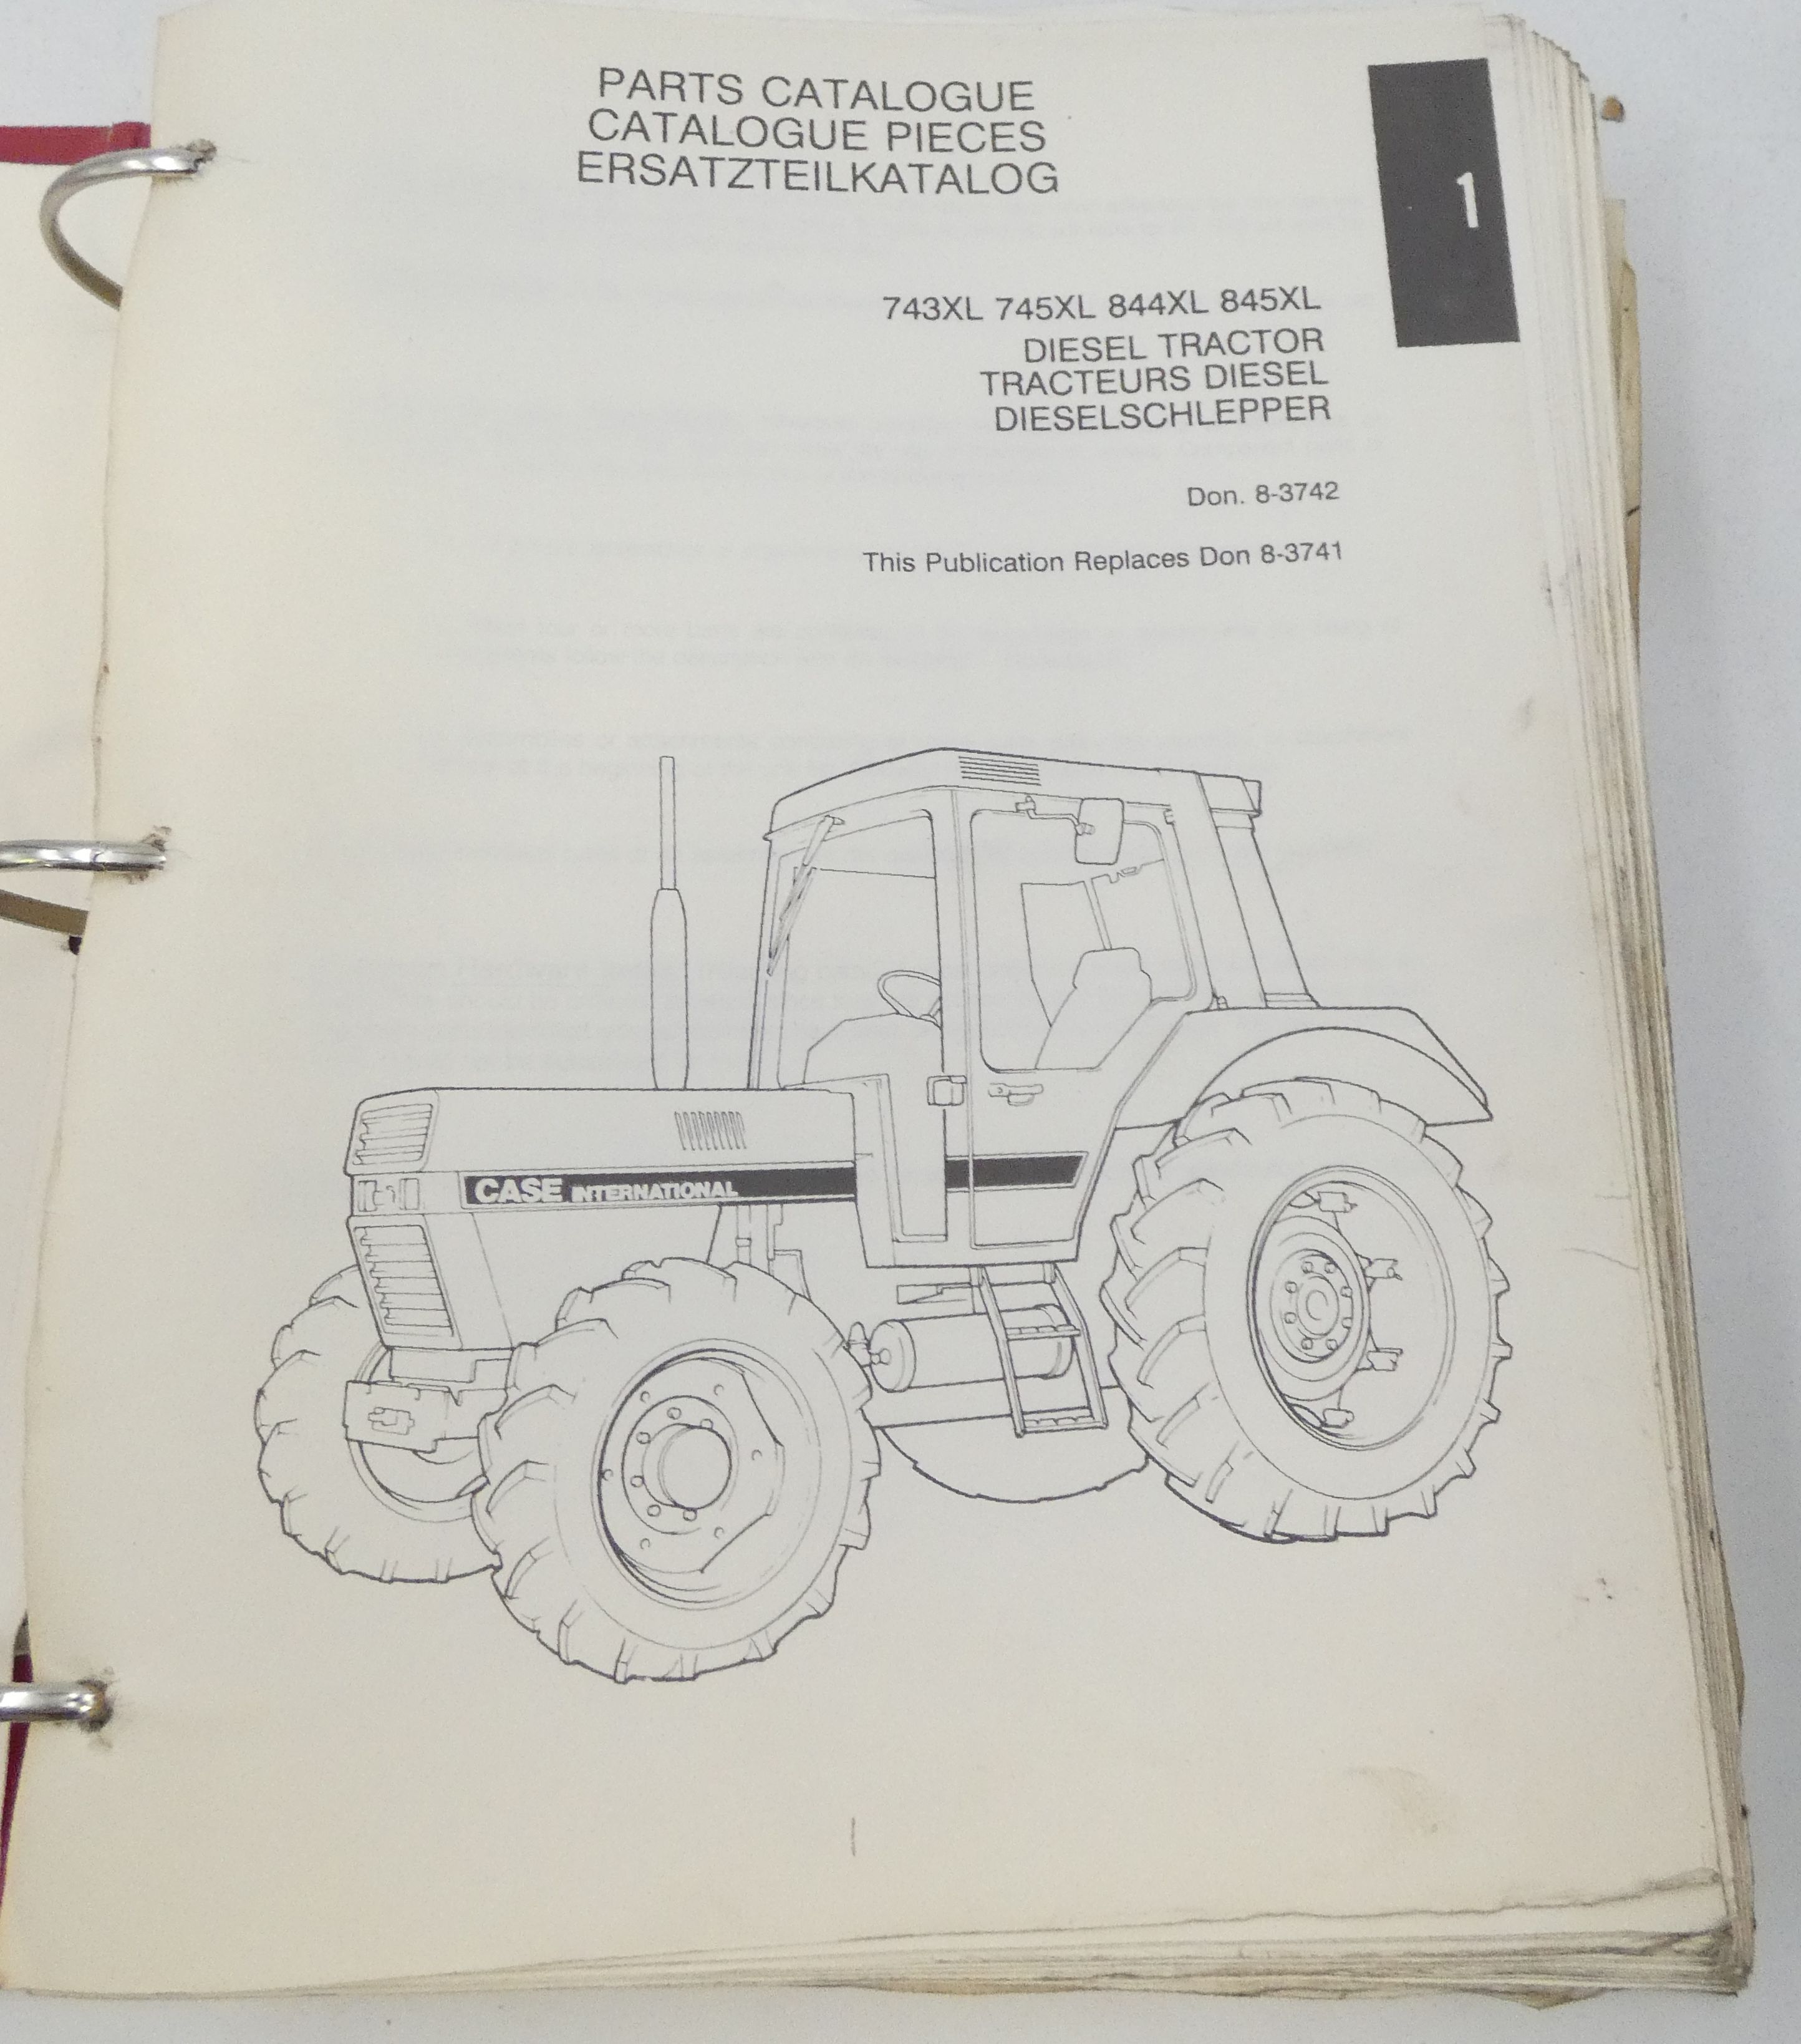 PARTS CATALOGUE
CATALOGUE PIECES
ERSATZTEILKATALOG
1
743XL 745XL 844XL 845XL
DIESEL TRACTOR
TRACTEURS DIESEL
DIESELSCHLEPPER
Don. 8-3742
This Publication Replaces Don 8-3741
CASE INTERNATIONAL